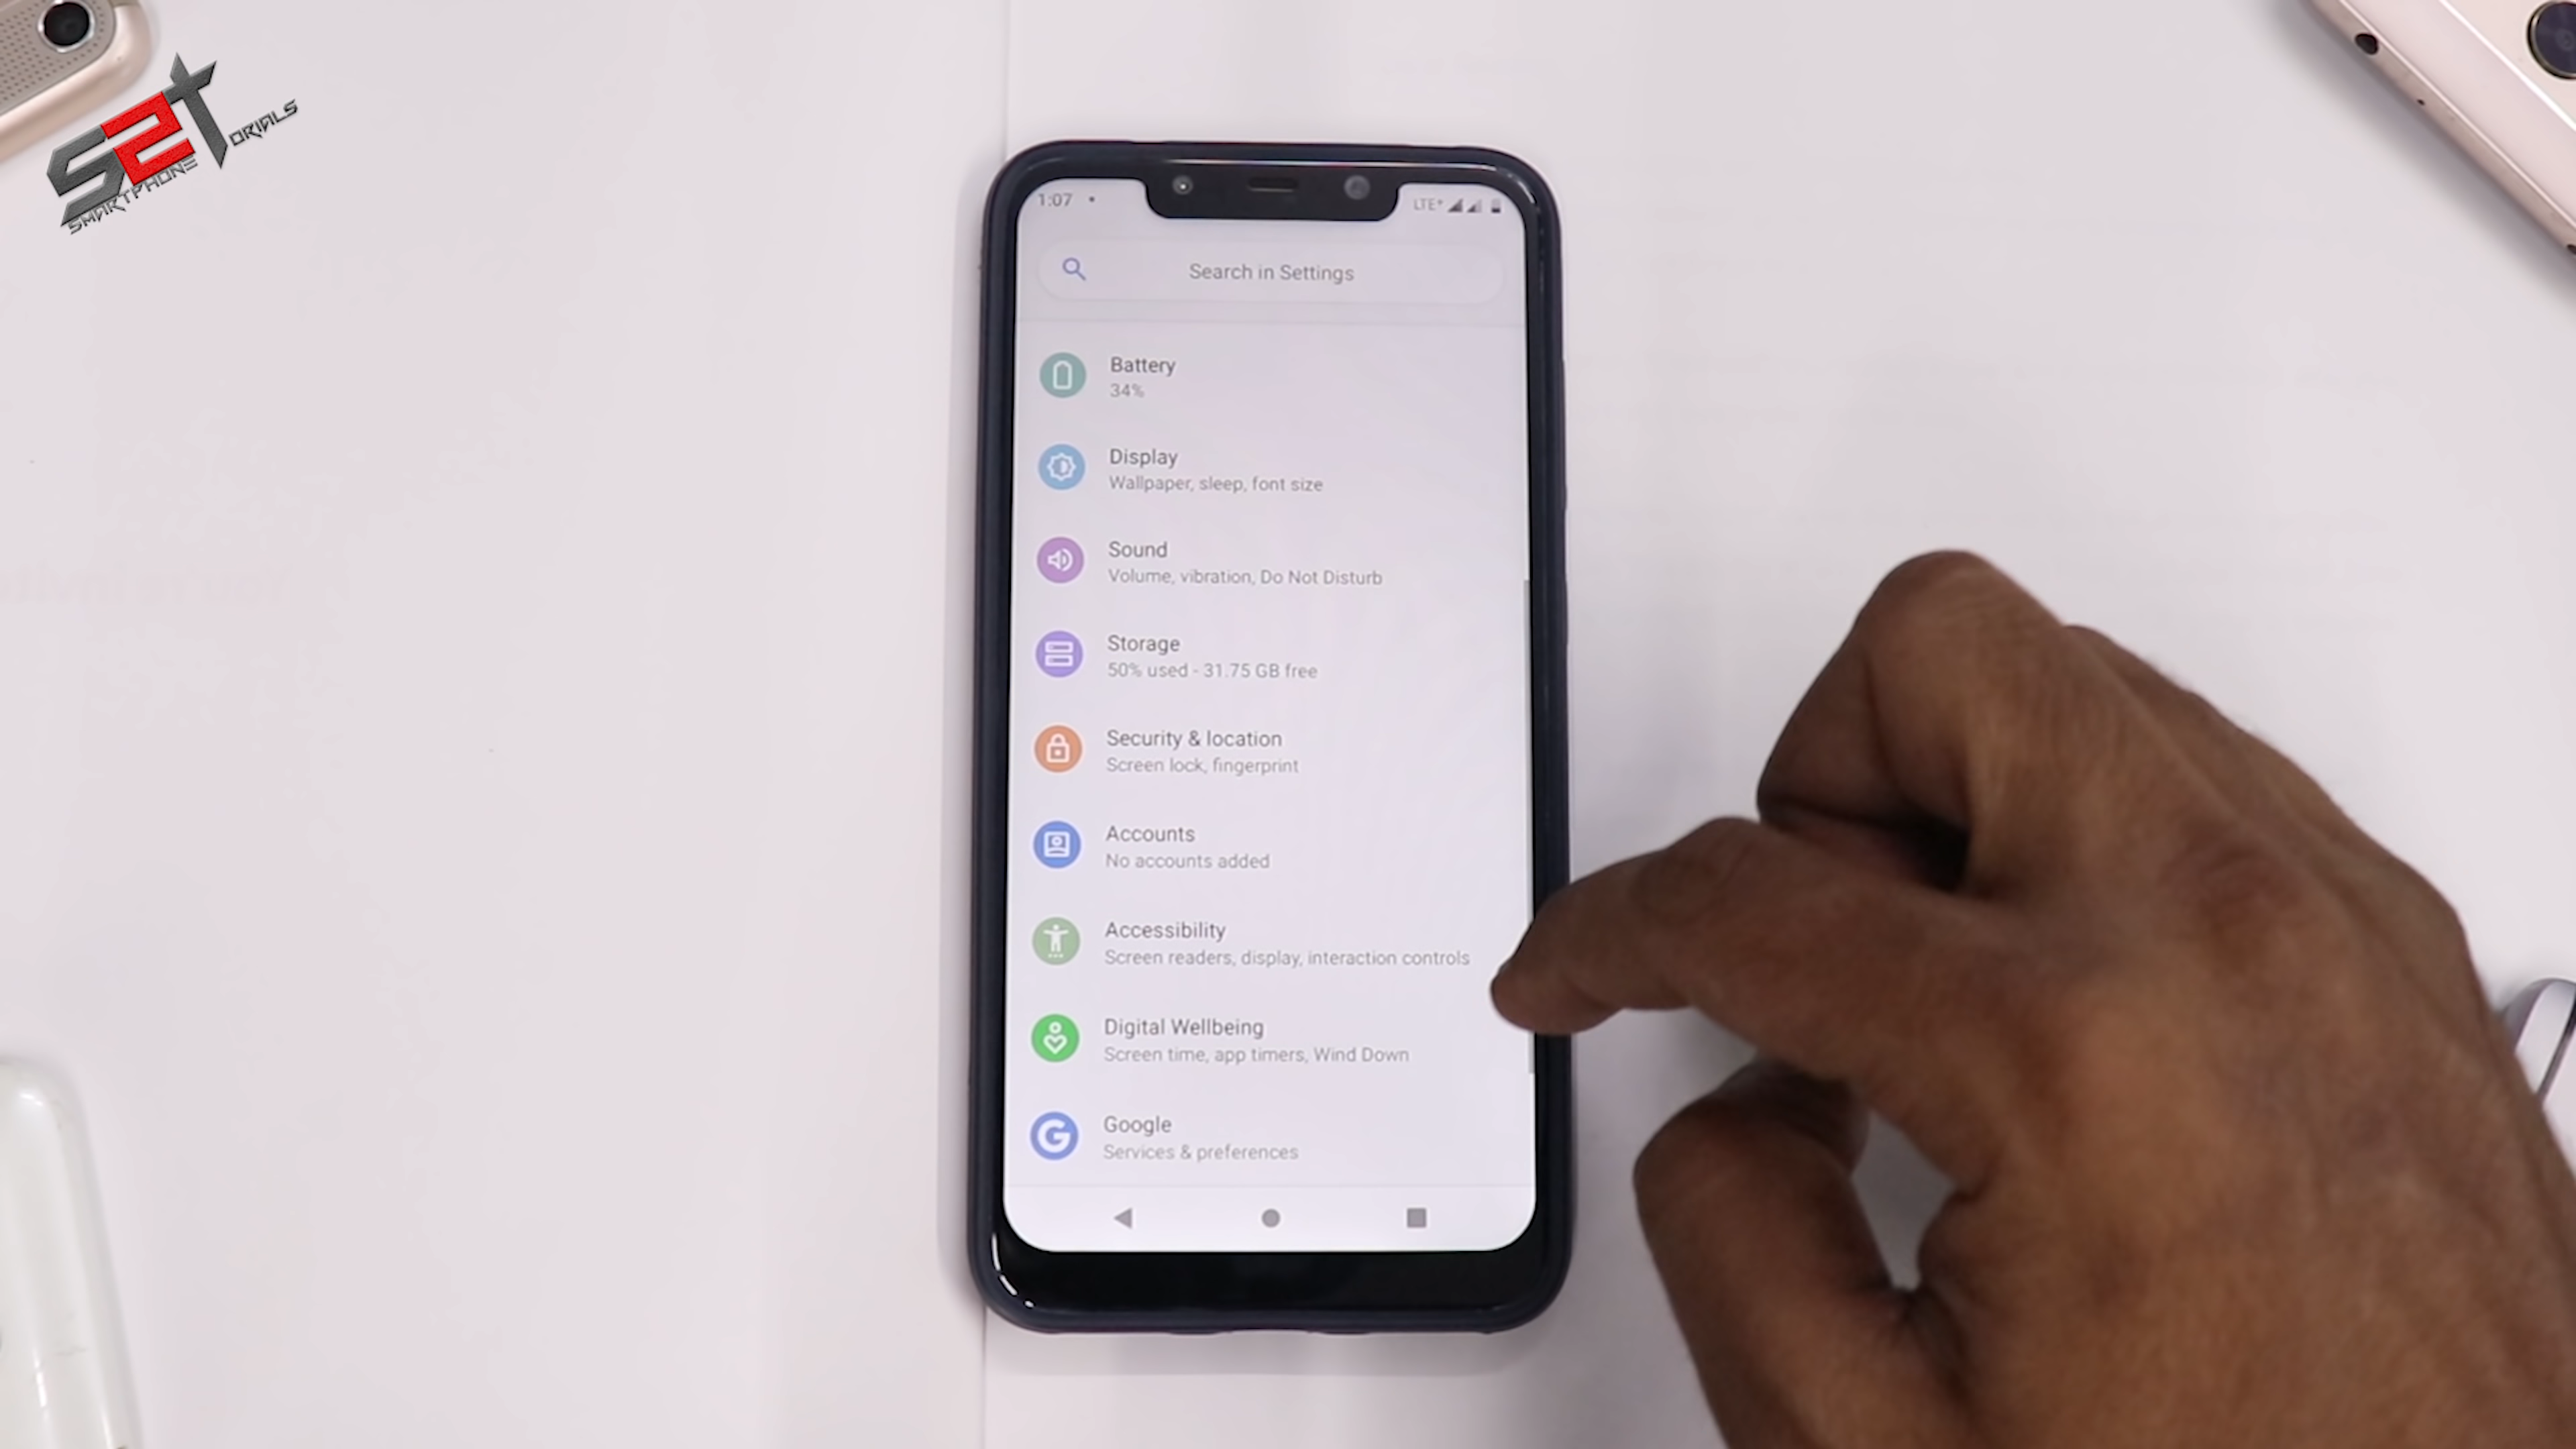 S2T
ORIALS
SMARTPHONE
1:07
LTE+
Search in Settings
Battery
34%
Display
Wallpaper, sleep, font size
Sound
Volume, vibration, Do Not Disturb
Storage
50% used - 31.75 GB free
Security & location
Screen lock, fingerprint
Accounts
No accounts added
Accessibility
Screen readers, display, interaction controls
Digital Wellbeing
Screen time, app timers, Wind Down
Google
Services & preferences